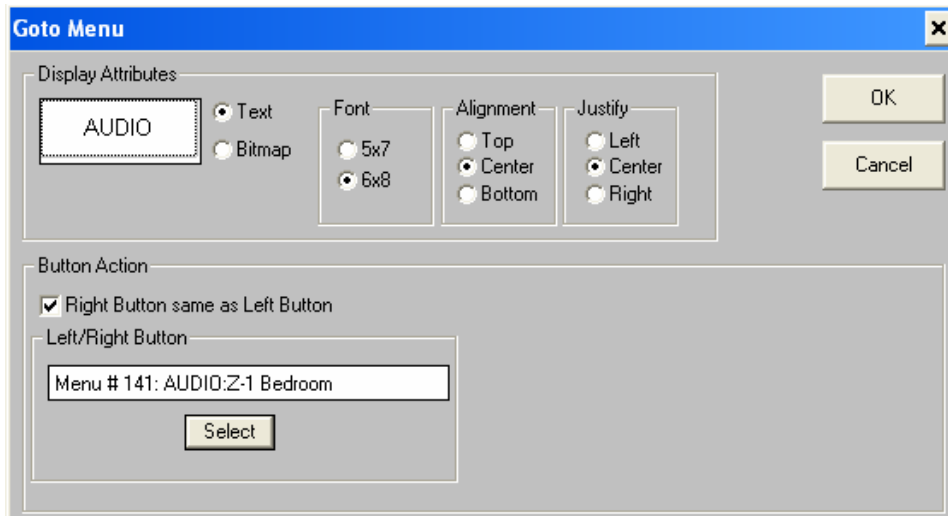 Goto Menu
Display Attributes
AUDIO
Text
Bitmap
Font
5x7
6x8
Alignment
Top
Center
Bottom
Justify
Left
Center
Right
OK
Cancel
Button Action
Right Button same as Left Button
Left/Right Button
Menu # 141: AUDIO:Z-1 Bedroom
Select